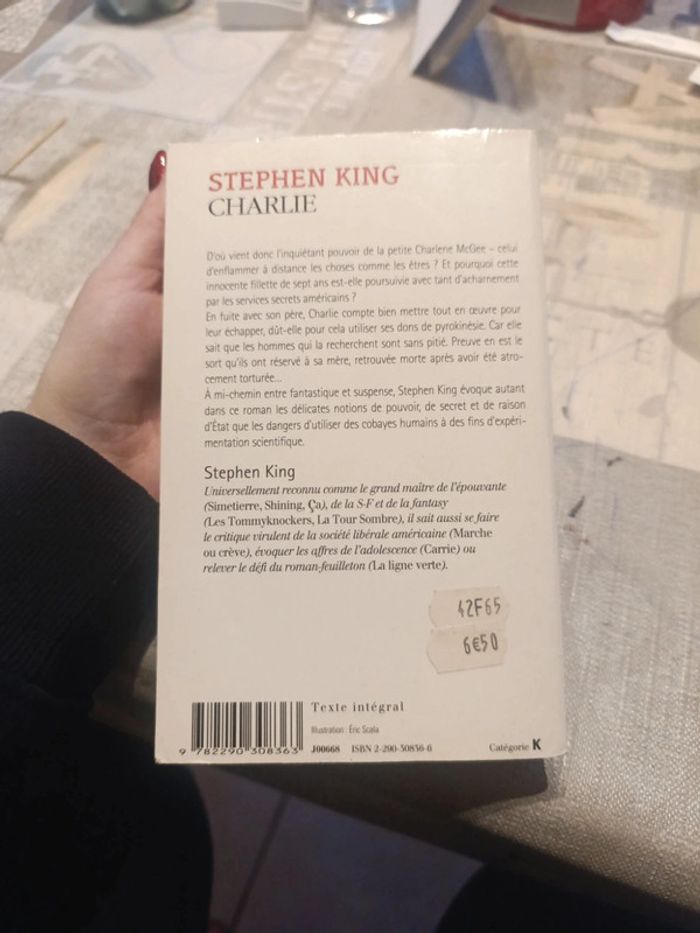 STEPHEN KING
CHARLIE
D'où vient donc l'inquiétant pouvoir de la petite Charlene McGee – celui
d'enflammer à distance les choses comme les êtres ? Et pourquoi cette
innocente fillette de sept ans est-elle poursuivie avec tant d'acharnement
par les services secrets américains ?
En fuite avec son père, Charlie compte bien mettre tout en œuvre pour
leur échapper, dût-elle pour cela utiliser ses dons de pyrokinésie. Car elle
sait que les hommes qui la recherchent sont sans pitié. Preuve en est le
sort qu'ils ont réservé à sa mère, retrouvée morte après avoir été atro-
cement torturée...
À mi-chemin entre fantastique et suspense, Stephen King évoque autant
dans ce roman les délicates notions de pouvoir, de secret et de raison
d'État que les dangers d'utiliser des cobayes humains à des fins d'expéri-
mentation scientifique.
Stephen King
Universellement reconnu comme le grand maître de l'épouvante
(Simetierre, Shining, Ça), de la S-F et de la fantasy
(Les Tommyknockers, La Tour Sombre), il sait aussi se faire
le critique virulent de la société libérale américaine (Marche
ou crève), évoquer les affres de l'adolescence (Carrie) ou
relever le défi du roman-feuilleton (La ligne verte).
42F65
6€50
Texte intégral
Illustration : Éric Scala
9 782290 308363
J00668 ISBN 2-290-30836-6
Catégorie K